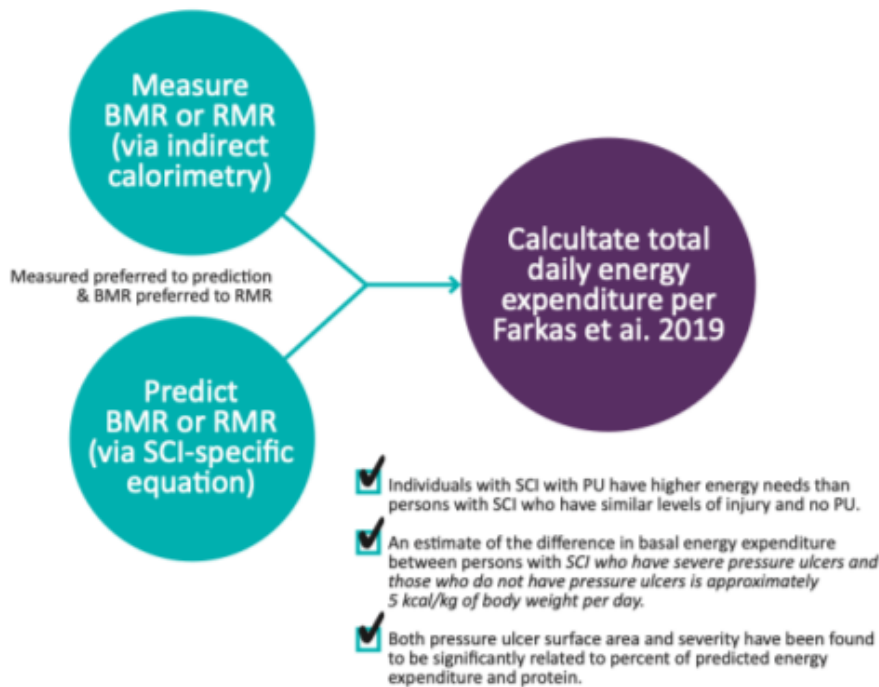 Measure
BMR or RMR
(via indirect
calorimetry)
Measured preferred to prediction
& BMR preferred to RMR
Predict
BMR or RMR
(via SCI-specific
equation)
Calcultate total
daily energy
expenditure per
Farkas et ai. 2019
Individuals with SCI with PU have higher energy needs than
persons with SCI who have similar levels of injury and no PU.
An estimate of the difference in basal energy expenditure
between persons with SCI who have severe pressure ulcers and
those who do not have pressure ulcers is approximately
5 kcal/kg of body weight per day.
Both pressure ulcer surface area and severity have been found
to be significantly related to percent of predicted energy
expenditure and protein.